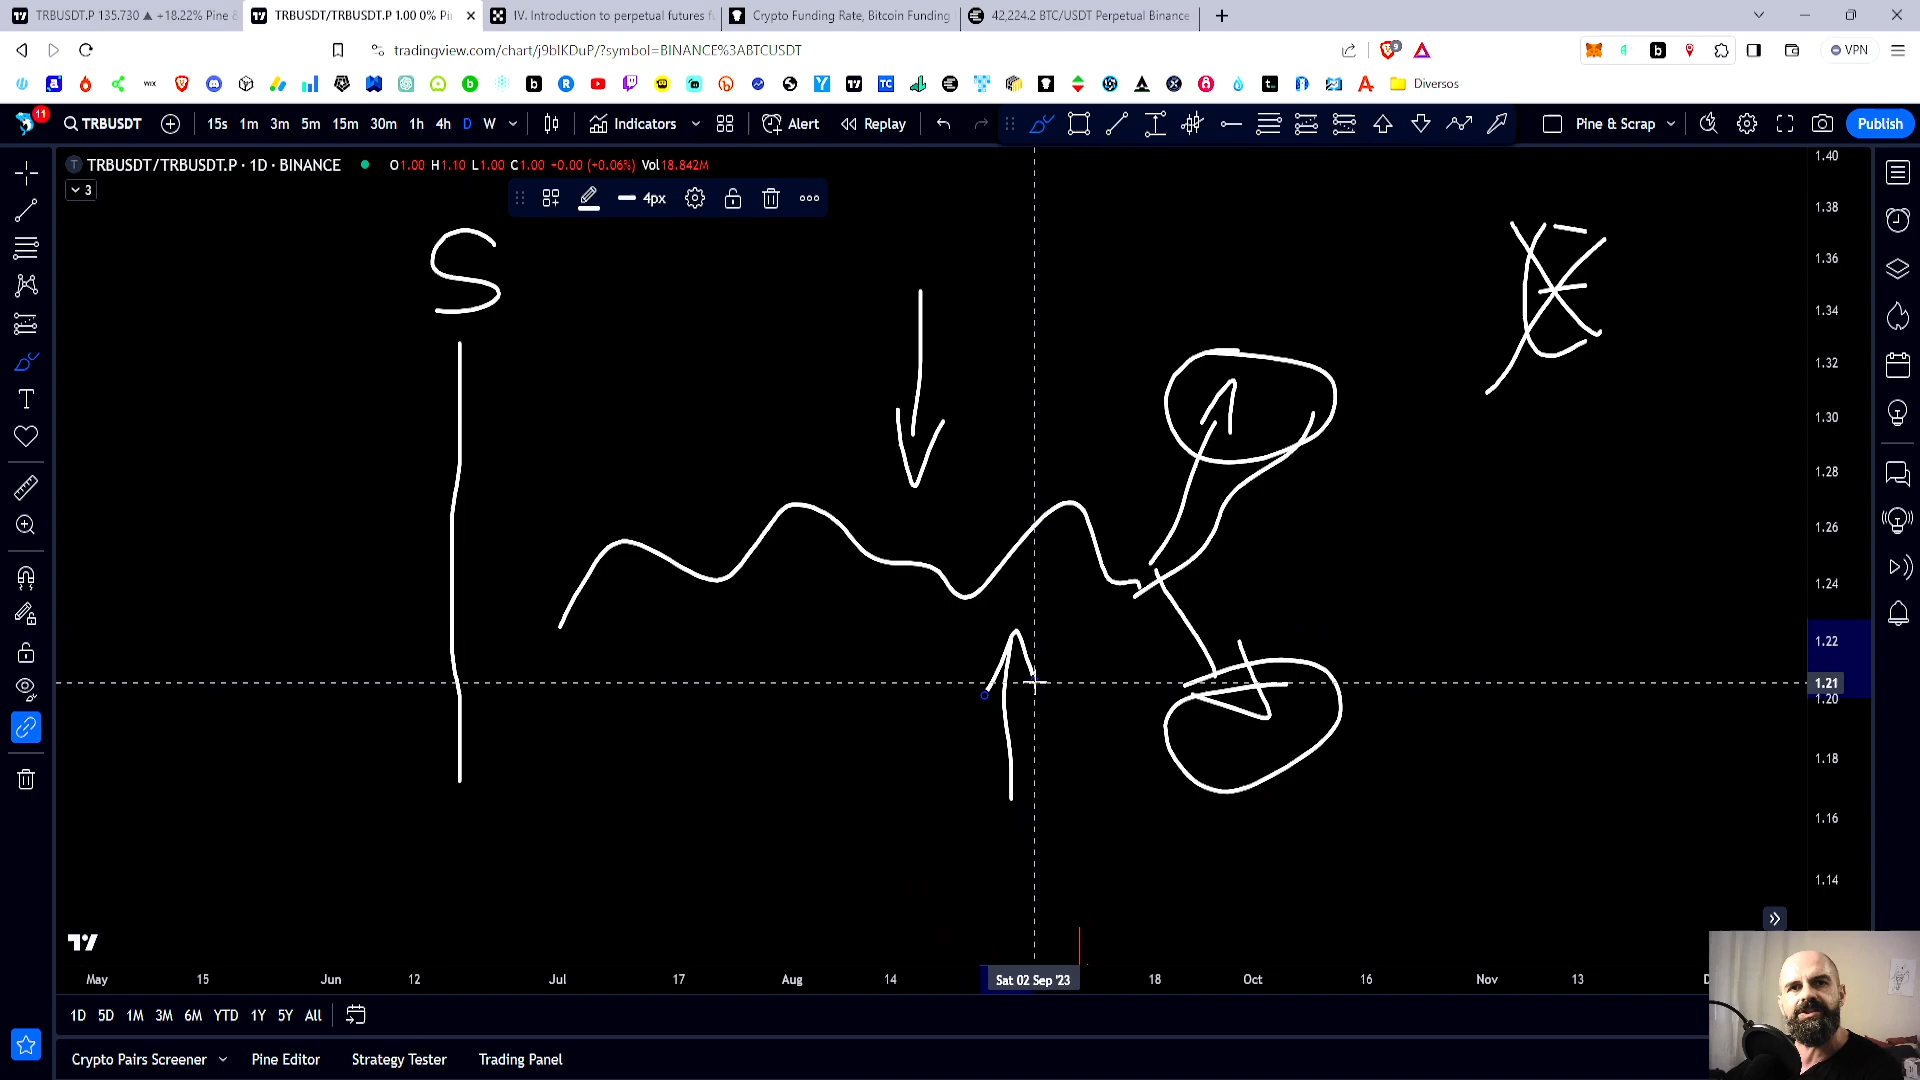 TRBUSDT.P 135.730 ▲ +18.22% Pine &
TRBUSDT/TRBUSDT.P 1.00 0% Pi
IV. Introduction to perpetual futures f
Crypto Funding Rate, Bitcoin Funding
42,224.2 BTC/USDT Perpetual Binance
tradingview.com/chart/j9blKDuP/?symbol=BINANCE%3ABTCUSDT
9
VPN
WIX
TC
Diversos
11
TRBUSDT
15s 1m 3m 5m 15m 30m 1h 4h D W
Indicators
Alert
Replay
Pine & Scrap
Publish
TRBUSDT/TRBUSDT.P · 1D · BINANCE
O1.00 H1.10 L1.00 C1.00 +0.00 (+0.06%) Vol18.842M
3
4px
S
1.40
1.38
1.36
1.34
1.32
1.30
1.28
1.26
1.24
1.22
1.21
1.20
1.18
1.16
1.14
May 15 Jun 12 Jul 17 Aug 14 Sat 02 Sep '23 18 Oct 16 Nov 13 D
1D 5D 1M 3M 6M YTD 1Y 5Y All
Crypto Pairs Screener
Pine Editor
Strategy Tester
Trading Panel